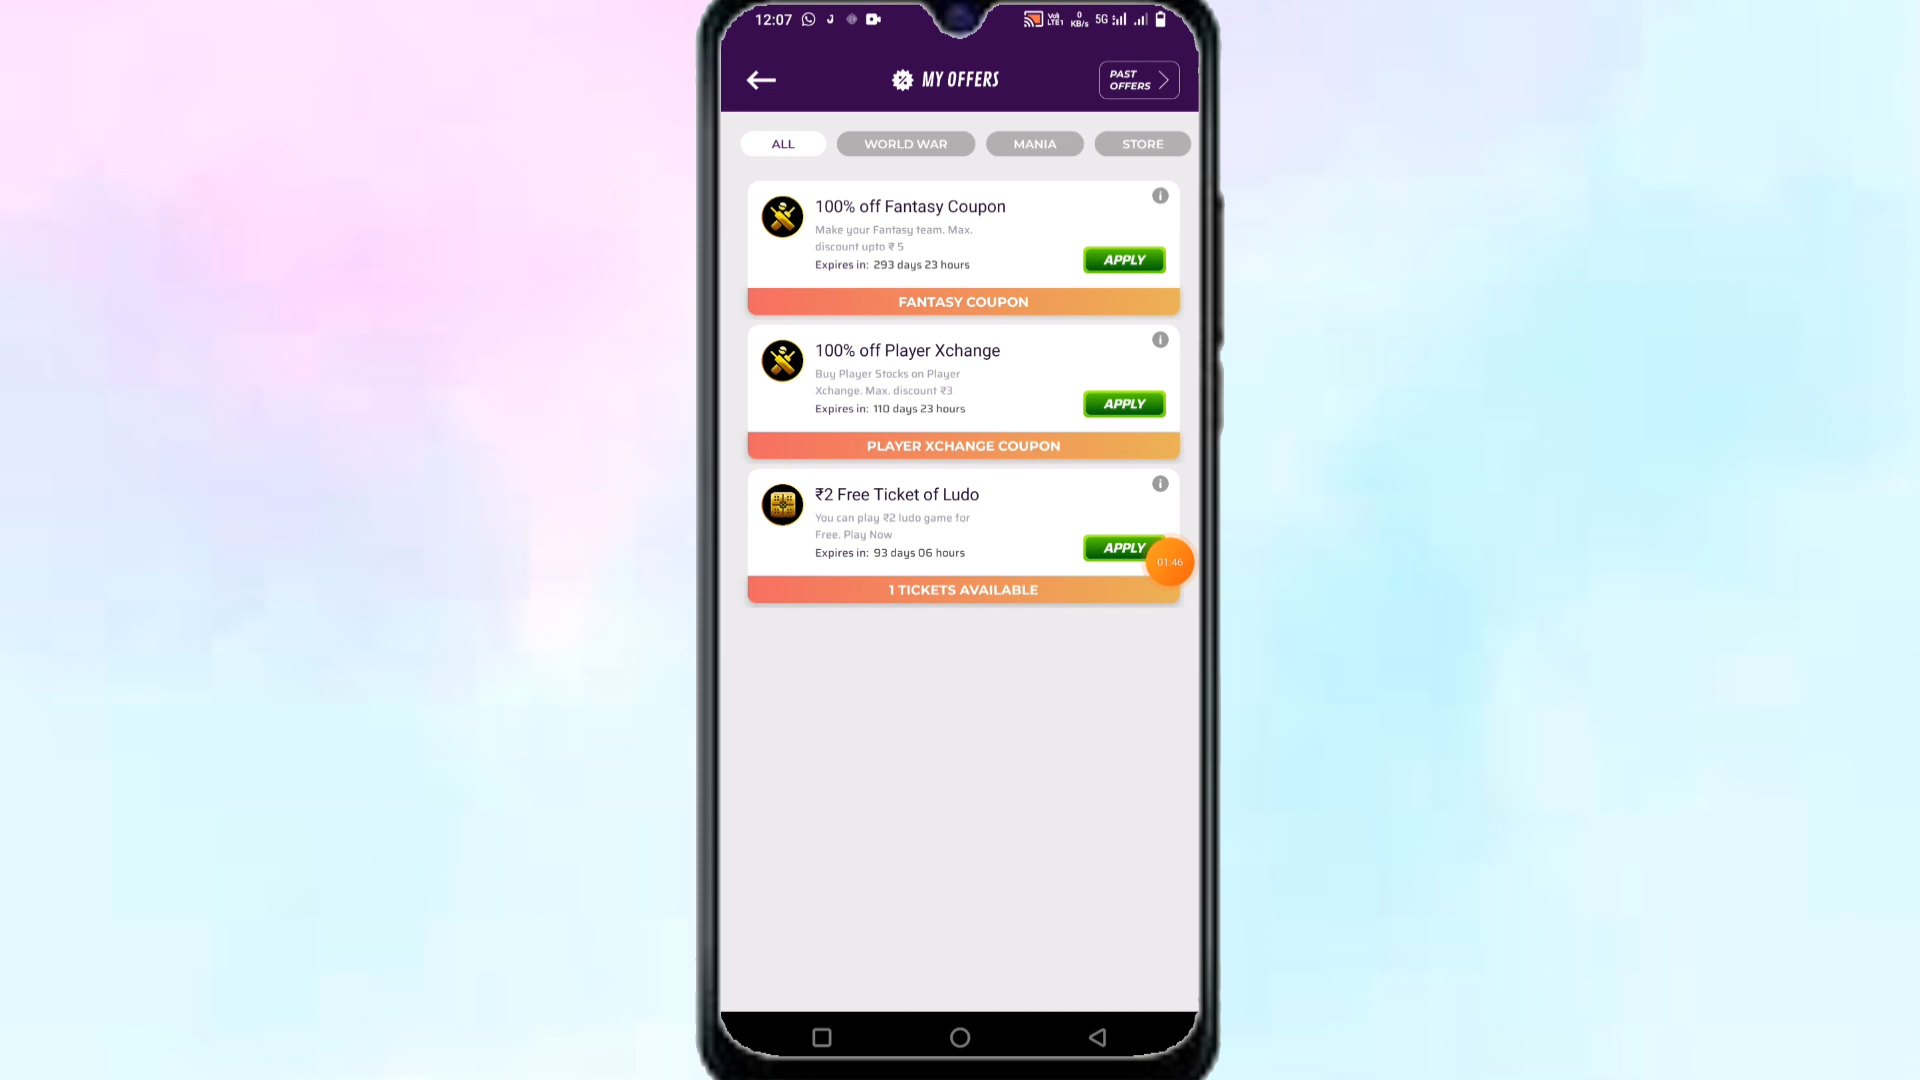 12:07
Vo)) LTE1 0 KB/s 5G
MY OFFERS
PAST OFFERS
ALL WORLD WAR MANIA STORE
100% off Fantasy Coupon
Make your Fantasy team. Max.
discount upto ₹ 5
Expires in: 293 days 23 hours
APPLY
FANTASY COUPON
100% off Player Xchange
Buy Player Stocks on Player
Xchange. Max. discount ₹3
Expires in: 110 days 23 hours
APPLY
PLAYER XCHANGE COUPON
₹2 Free Ticket of Ludo
You can play ₹2 ludo game for
Free. Play Now
Expires in: 93 days 06 hours
APPLY
01:46
1 TICKETS AVAILABLE